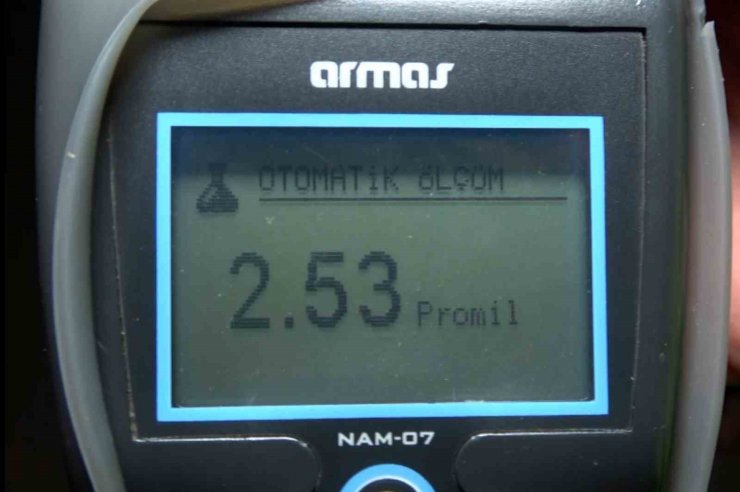 armas
OTOMATİK ÖLÇÜM
2.53 Promil
NAM-07